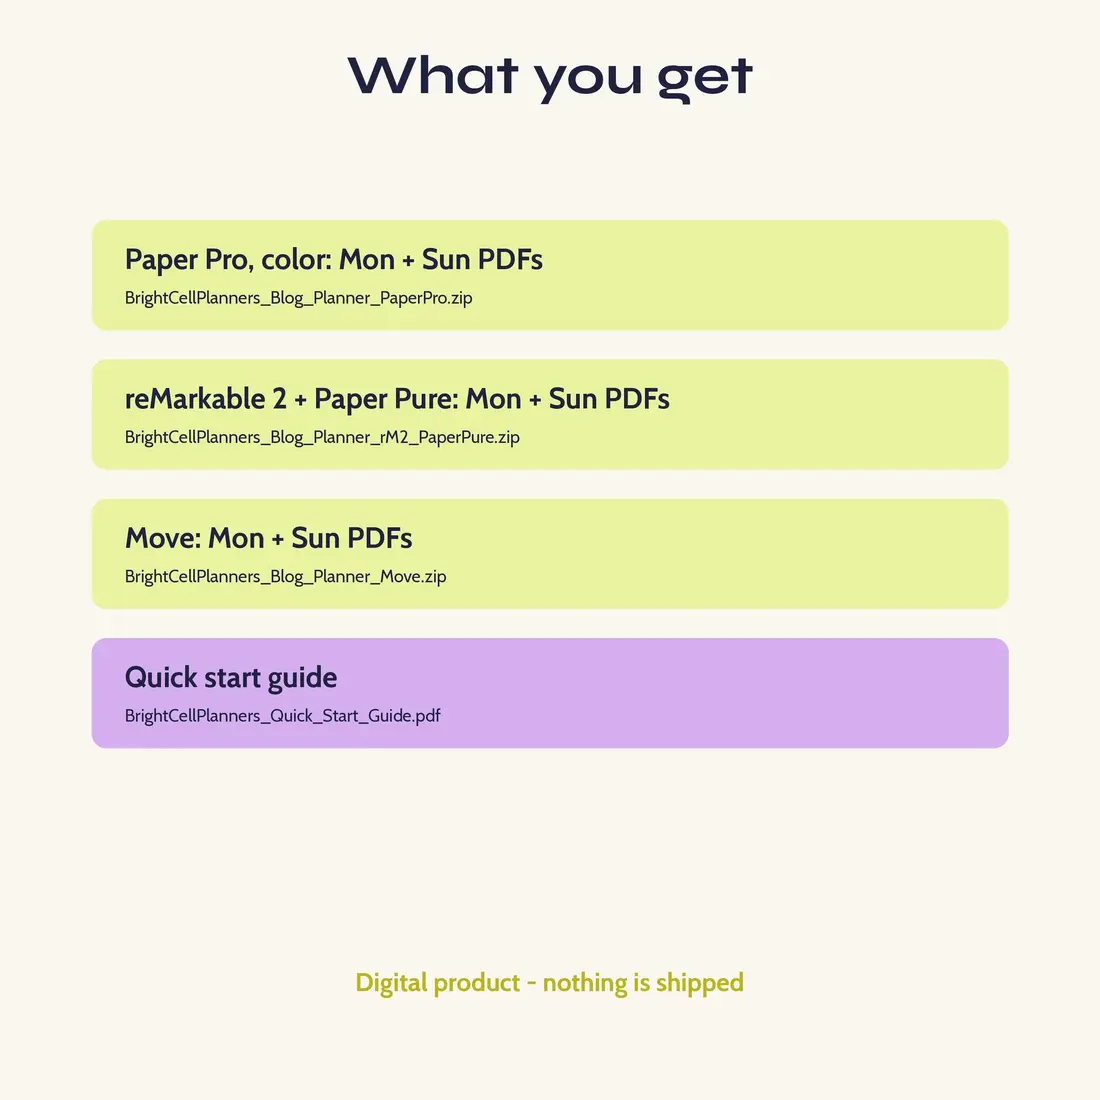 What you get
Paper Pro, color: Mon + Sun PDFs
BrightCellPlanners_Blog_Planner_PaperPro.zip
reMarkable 2 + Paper Pure: Mon + Sun PDFs
BrightCellPlanners_Blog_Planner_rM2_PaperPure.zip
Move: Mon + Sun PDFs
BrightCellPlanners_Blog_Planner_Move.zip
Quick start guide
BrightCellPlanners_Quick_Start_Guide.pdf
Digital product - nothing is shipped